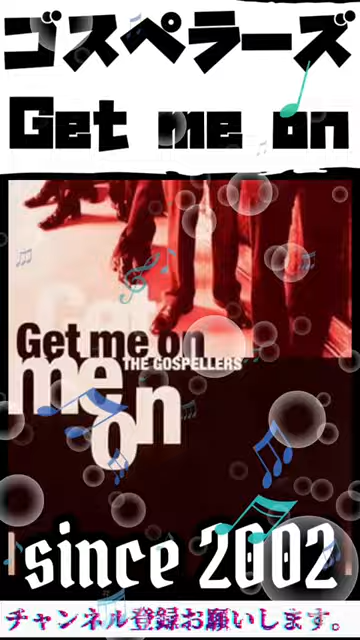 ゴスペラーズ
Get me on
Get me on
THE GOSPELLERS
me
on
since 2002
チャンネル登録お願いします。